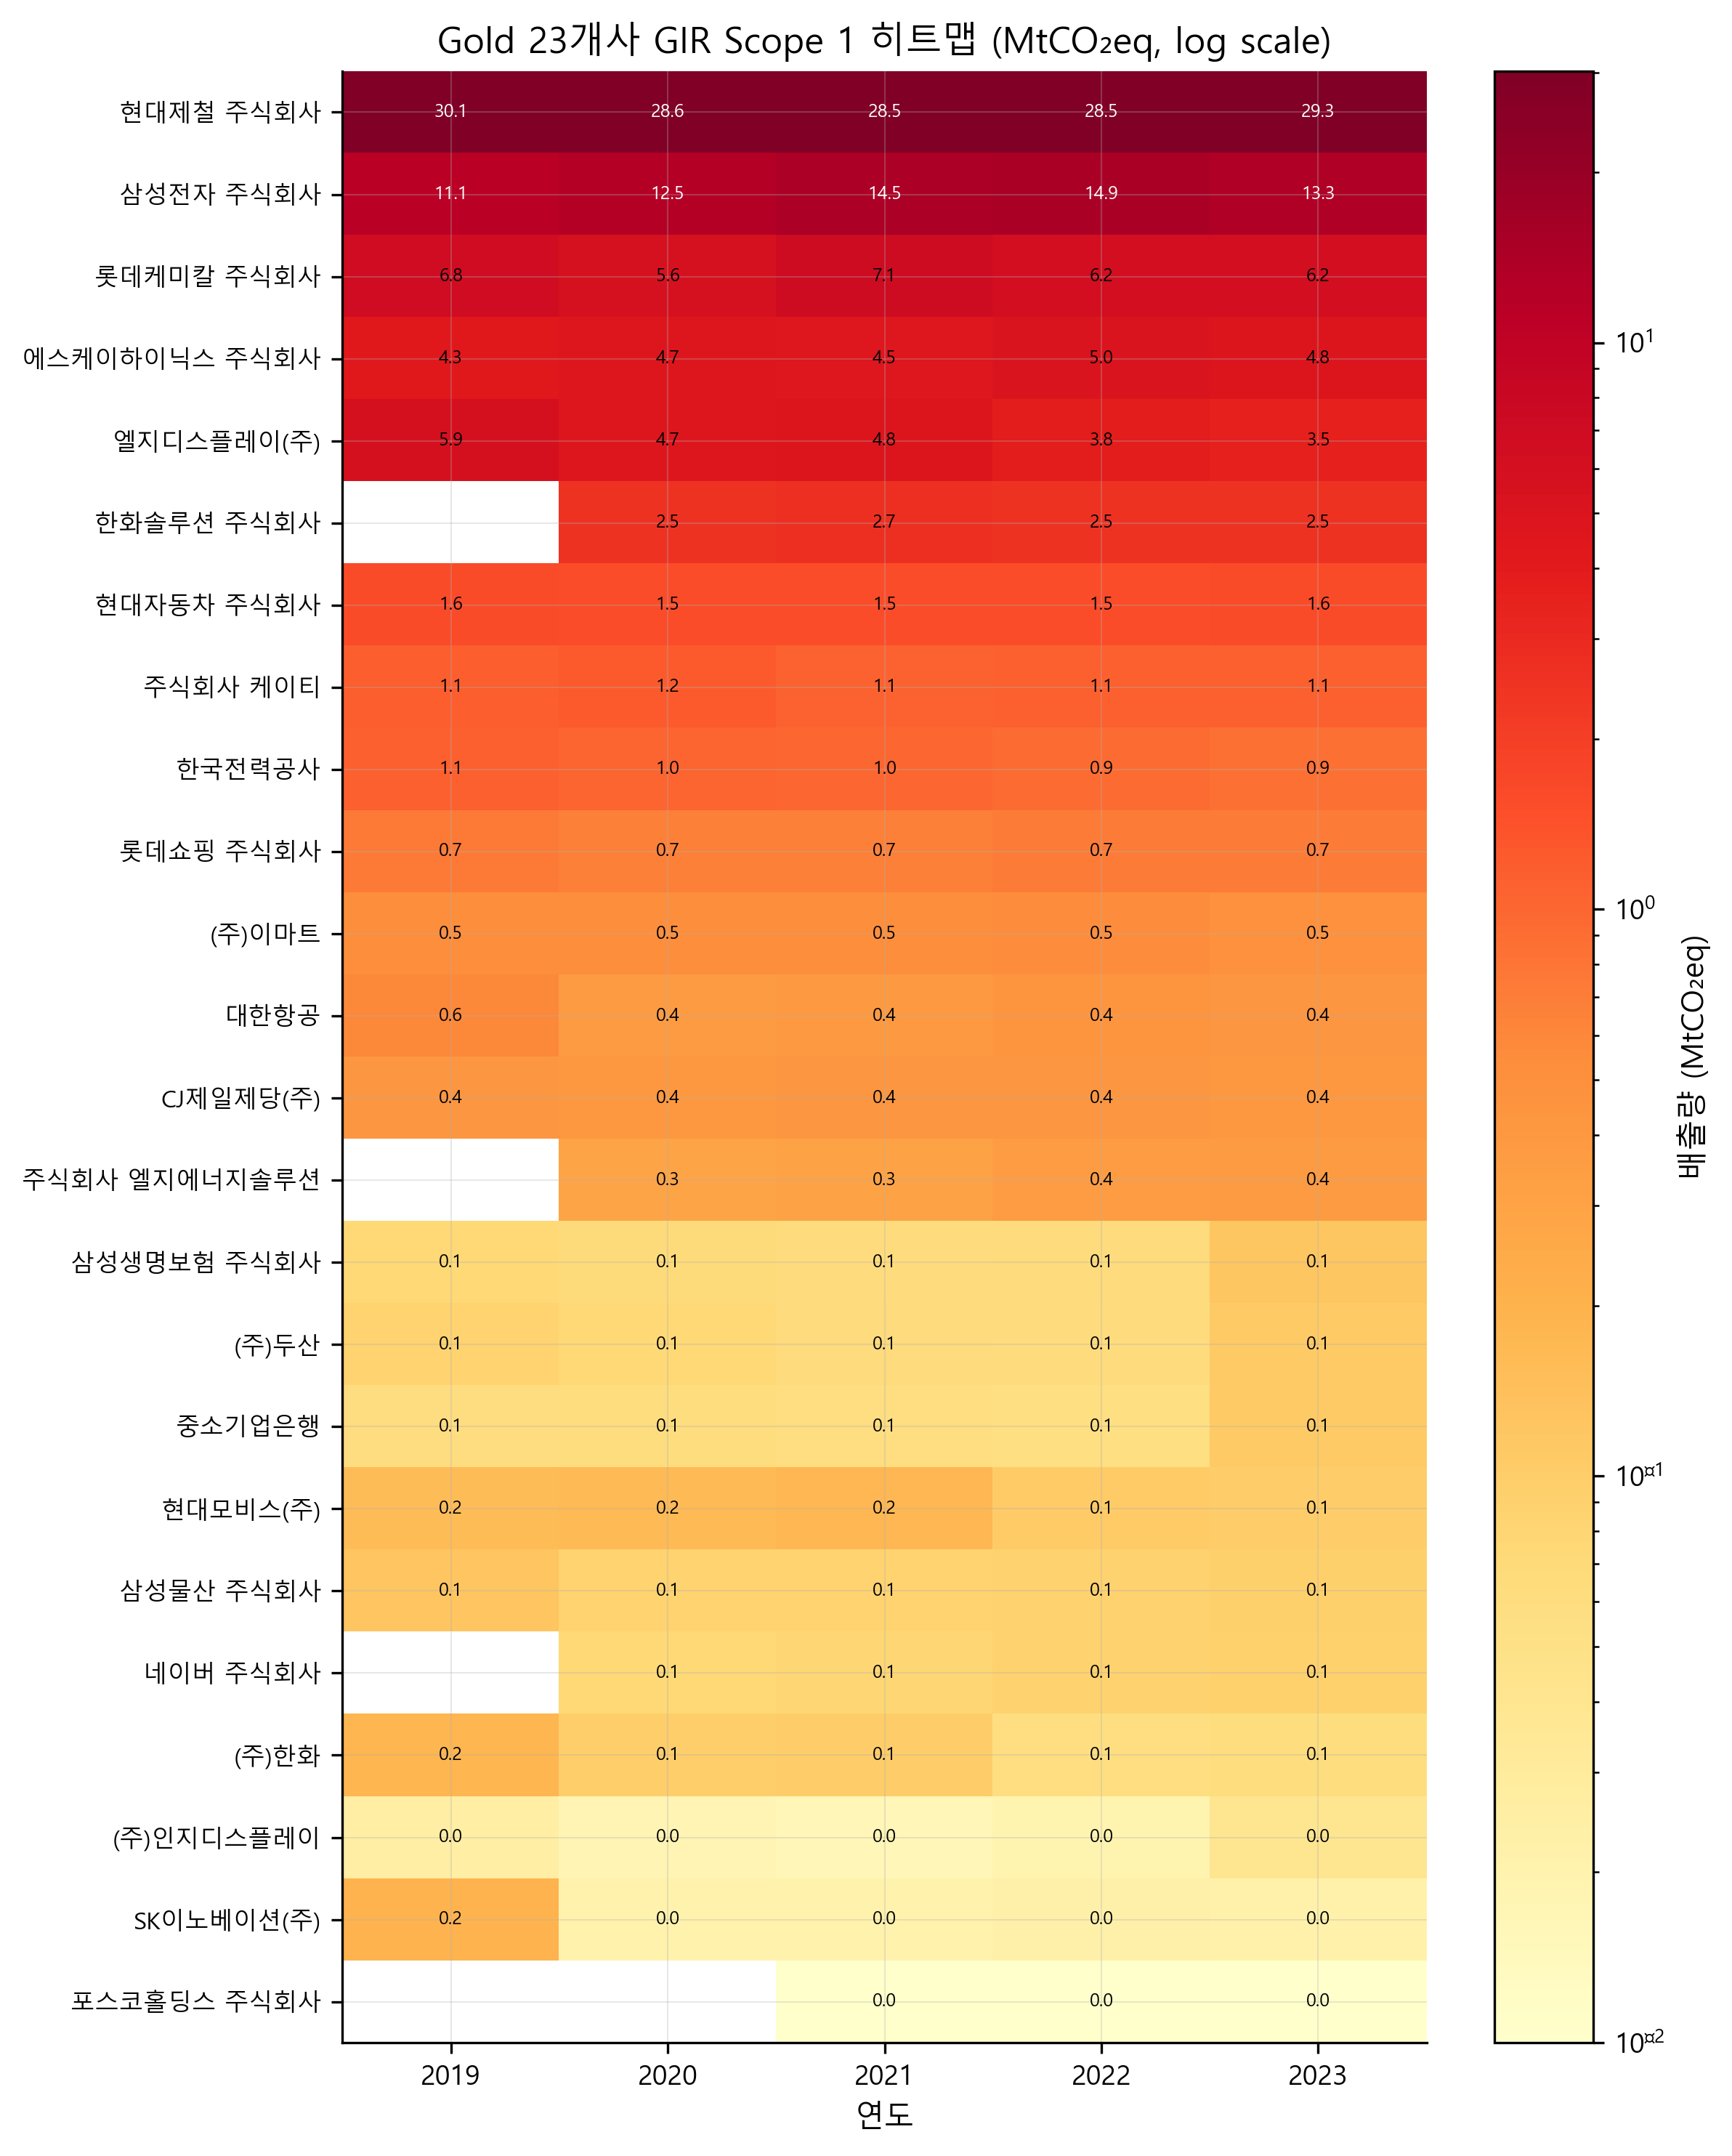 Gold 23개사 GIR Scope 1 히트맵 (MtCO₂eq, log scale)
현대제철 주식회사 30.1 28.6 28.5 28.5 29.3
삼성전자 주식회사 11.1 12.5 14.5 14.9 13.3
롯데케미칼 주식회사 6.8 5.6 7.1 6.2 6.2
에스케이하이닉스 주식회사 4.3 4.7 4.5 5.0 4.8
엘지디스플레이(주) 5.9 4.7 4.8 3.8 3.5
한화솔루션 주식회사 2.5 2.7 2.5 2.5
현대자동차 주식회사 1.6 1.5 1.5 1.5 1.6
주식회사 케이티 1.1 1.2 1.1 1.1 1.1
한국전력공사 1.1 1.0 1.0 0.9 0.9
롯데쇼핑 주식회사 0.7 0.7 0.7 0.7 0.7
(주)이마트 0.5 0.5 0.5 0.5 0.5
대한항공 0.6 0.4 0.4 0.4 0.4
CJ제일제당(주) 0.4 0.4 0.4 0.4 0.4
주식회사 엘지에너지솔루션 0.3 0.3 0.4 0.4
삼성생명보험 주식회사 0.1 0.1 0.1 0.1 0.1
(주)두산 0.1 0.1 0.1 0.1 0.1
중소기업은행 0.1 0.1 0.1 0.1 0.1
현대모비스(주) 0.2 0.2 0.2 0.1 0.1
삼성물산 주식회사 0.1 0.1 0.1 0.1 0.1
네이버 주식회사 0.1 0.1 0.1 0.1
(주)한화 0.2 0.1 0.1 0.1 0.1
(주)인지디스플레이 0.0 0.0 0.0 0.0 0.0
SK이노베이션(주) 0.2 0.0 0.0 0.0 0.0
포스코홀딩스 주식회사 0.0 0.0 0.0
2019 2020 2021 2022 2023
연도
10¹
10⁰
10¤¹
10¤²
배출량 (MtCO₂eq)